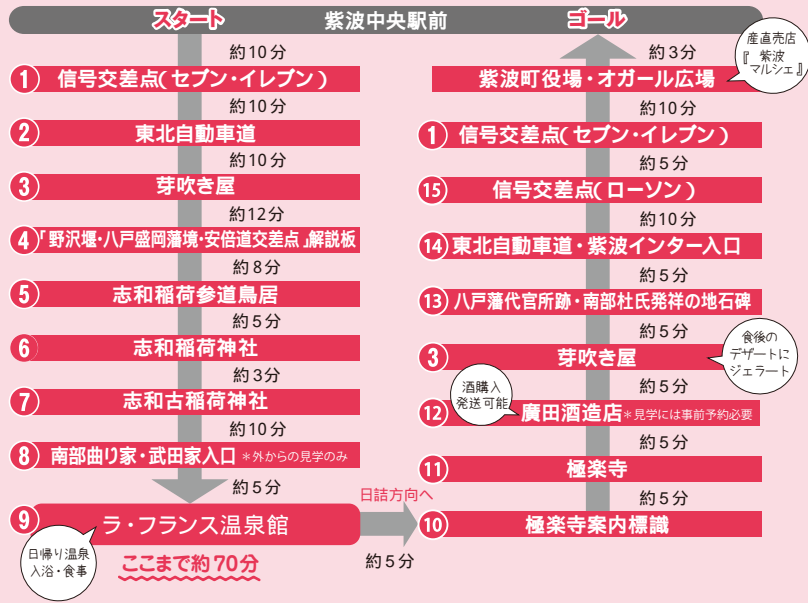 スタート
紫波中央駅前
ゴール
約10分
① 信号交差点(セブン・イレブン)
約10分
② 東北自動車道
約10分
③ 芽吹き屋
約12分
④ 「野沢堰・八戸盛岡藩境・安倍道交差点」解説板
約8分
⑤ 志和稲荷参道鳥居
約5分
⑥ 志和稲荷神社
約3分
⑦ 志和古稲荷神社
約10分
⑧ 南部曲り家・武田家入口 *外からの見学のみ
約5分
⑨ ラ・フランス温泉館
日帰り温泉
入浴・食事
ここまで約70分
日詰方向へ
約5分
⑩ 極楽寺案内標識
約5分
⑪ 極楽寺
約5分
⑫ 廣田酒造店 *見学には事前予約必要
酒購入
発送可能
約5分
③ 芽吹き屋
食後の
デザートに
ジェラート
約5分
⑬ 八戸藩代官所跡・南部杜氏発祥の地石碑
約5分
⑭ 東北自動車道・紫波インター入口
約10分
⑮ 信号交差点(ローソン)
約5分
① 信号交差点(セブン・イレブン)
約10分
紫波町役場・オガール広場
産直売店
『紫波
マルシェ』
約3分